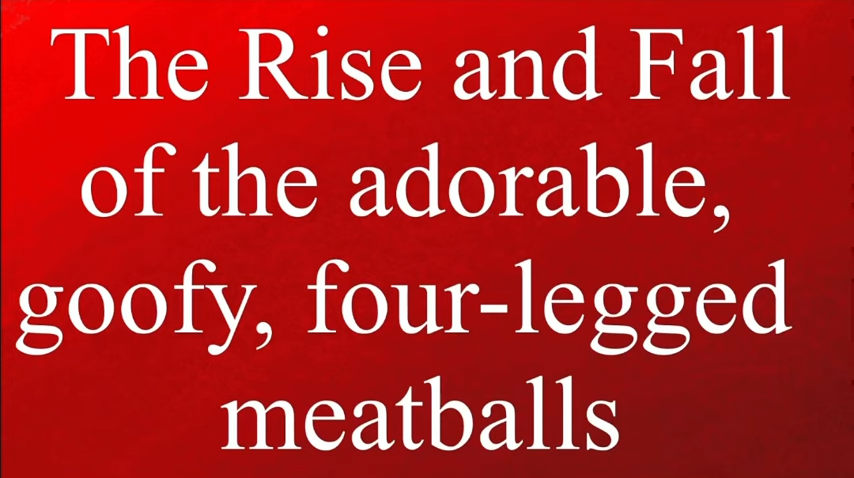 The Rise and Fall
of the adorable,
goofy, four-legged
meatballs